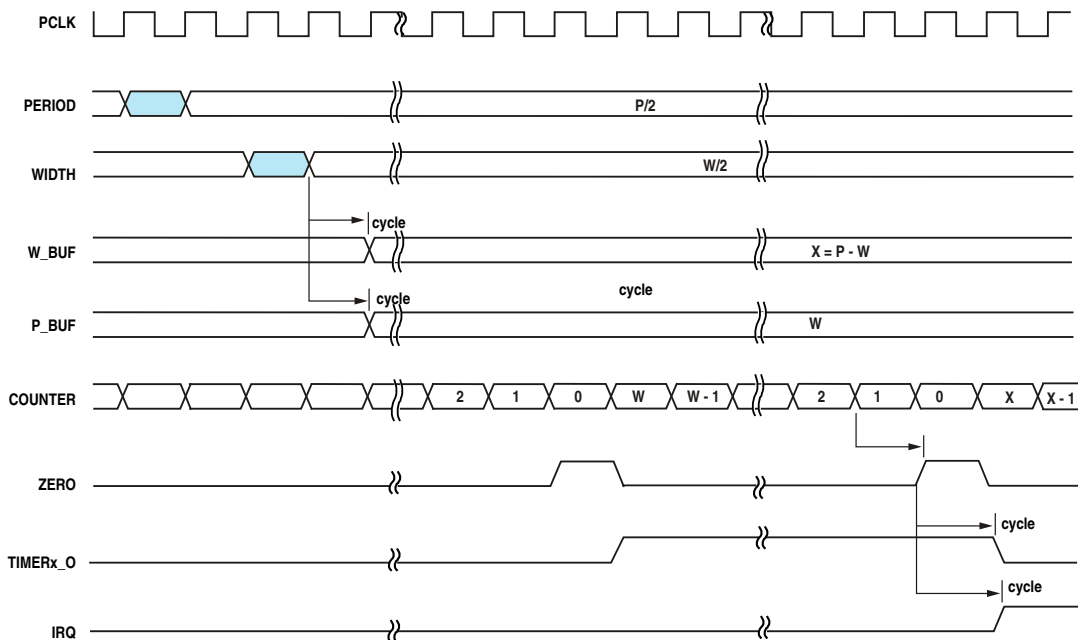 PCLK
PERIOD
P/2
WIDTH
W/2
cycle
W_BUF
X = P - W
cycle
cycle
P_BUF
W
COUNTER
2 1 0 W W - 1 2 1 0 X X - 1
ZERO
cycle
TIMERx_O
cycle
IRQ